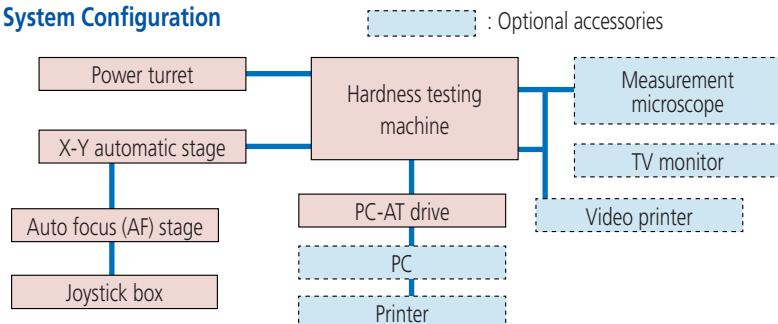 System Configuration
: Optional accessories
Power turret
Hardness testing
machine
Measurement
microscope
X-Y automatic stage
TV monitor
Auto focus (AF) stage
PC-AT drive
Video printer
PC
Joystick box
Printer